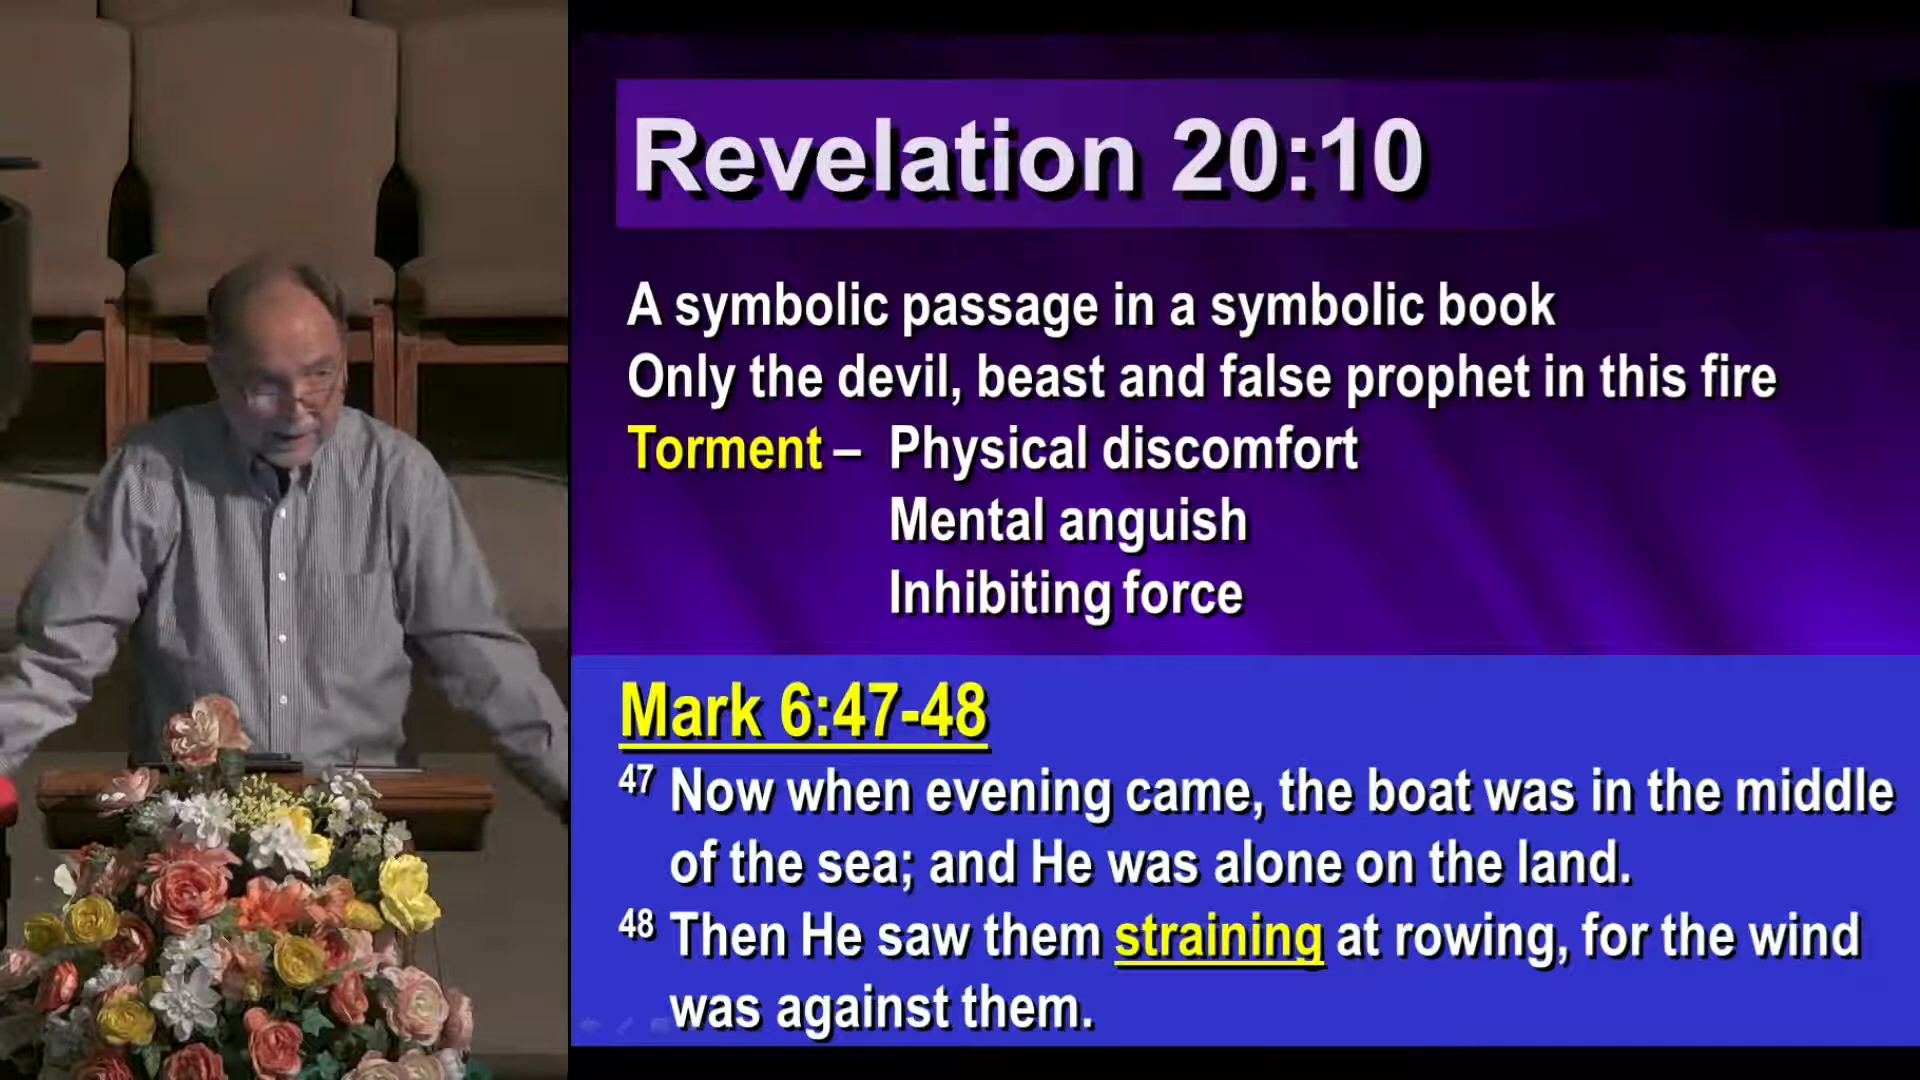 Revelation 20:10
A symbolic passage in a symbolic book
Only the devil, beast and false prophet in this fire
Torment – Physical discomfort
Mental anguish
Inhibiting force
Mark 6:47-48
47 Now when evening came, the boat was in the middle
of the sea; and He was alone on the land.
48 Then He saw them straining at rowing, for the wind
was against them.